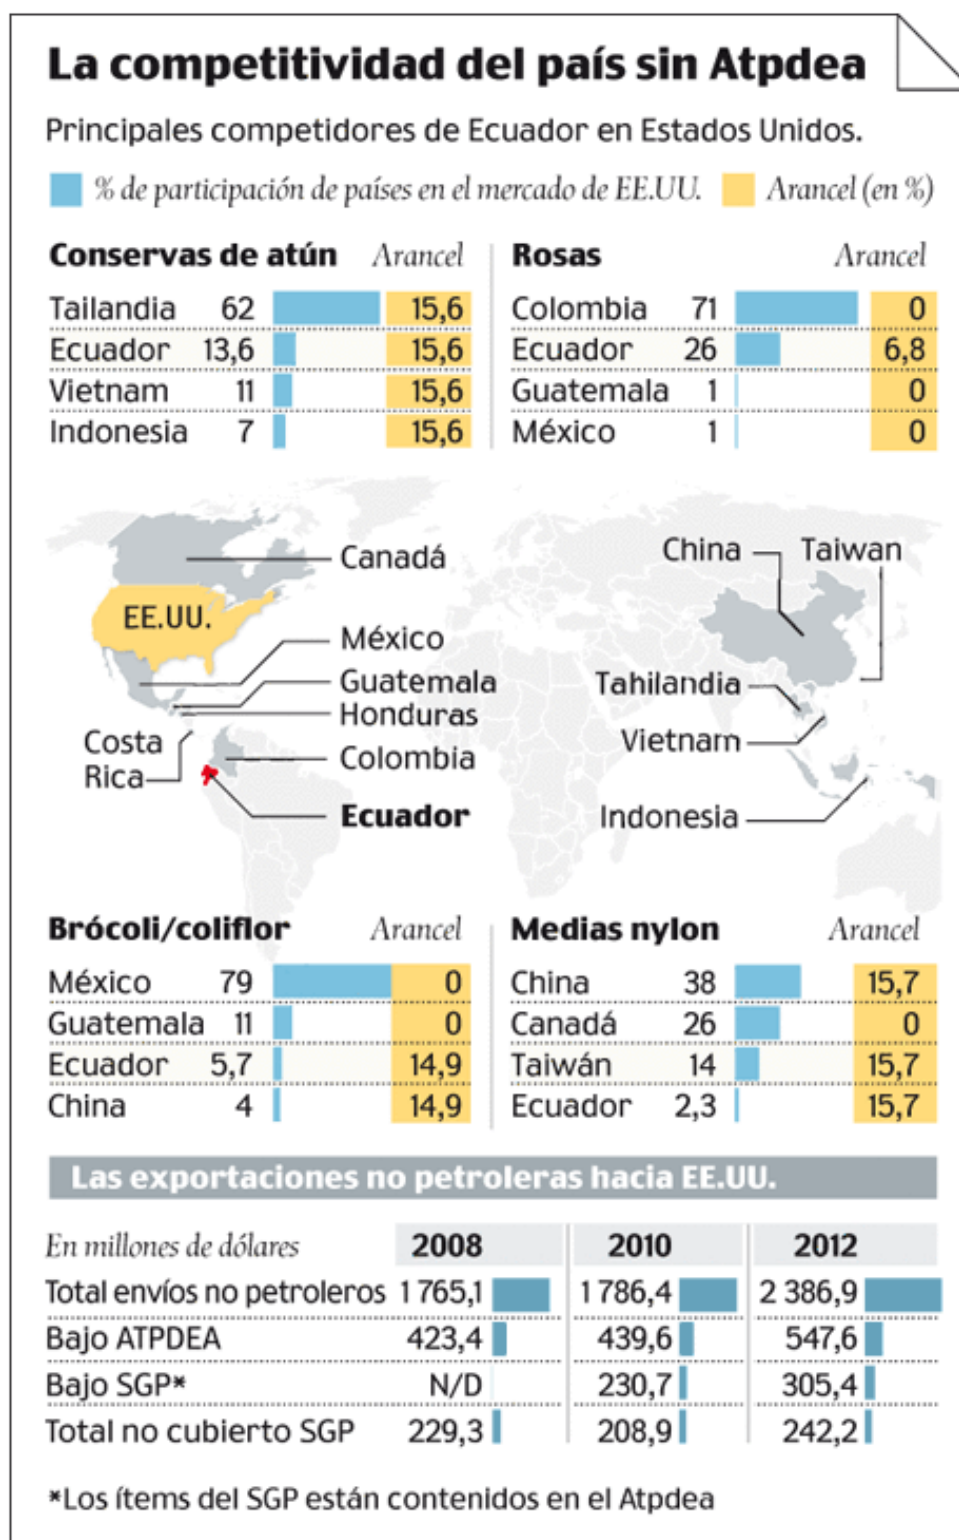 La competitividad del país sin Atpdea
Principales competidores de Ecuador en Estados Unidos.
% de participación de países en el mercado de EE.UU. Arancel (en %)
Conservas de atún Arancel
Tailandia 62 15,6
Ecuador 13,6 15,6
Vietnam 11 15,6
Indonesia 7 15,6
Rosas Arancel
Colombia 71 0
Ecuador 26 6,8
Guatemala 1 0
México 1 0
Canadá
EE.UU.
México
Guatemala
Honduras
Costa
Rica
Colombia
Ecuador
China
Taiwan
Tahilandia
Vietnam
Indonesia
Brócoli/coliflor Arancel
México 79 0
Guatemala 11 0
Ecuador 5,7 14,9
China 4 14,9
Medias nylon Arancel
China 38 15,7
Canadá 26 0
Taiwán 14 15,7
Ecuador 2,3 15,7
Las exportaciones no petroleras hacia EE.UU.
En millones de dólares 2008 2010 2012
Total envíos no petroleros 1 765,1 1 786,4 2 386,9
Bajo ATPDEA 423,4 439,6 547,6
Bajo SGP* N/D 230,7 305,4
Total no cubierto SGP 229,3 208,9 242,2
*Los ítems del SGP están contenidos en el Atpdea